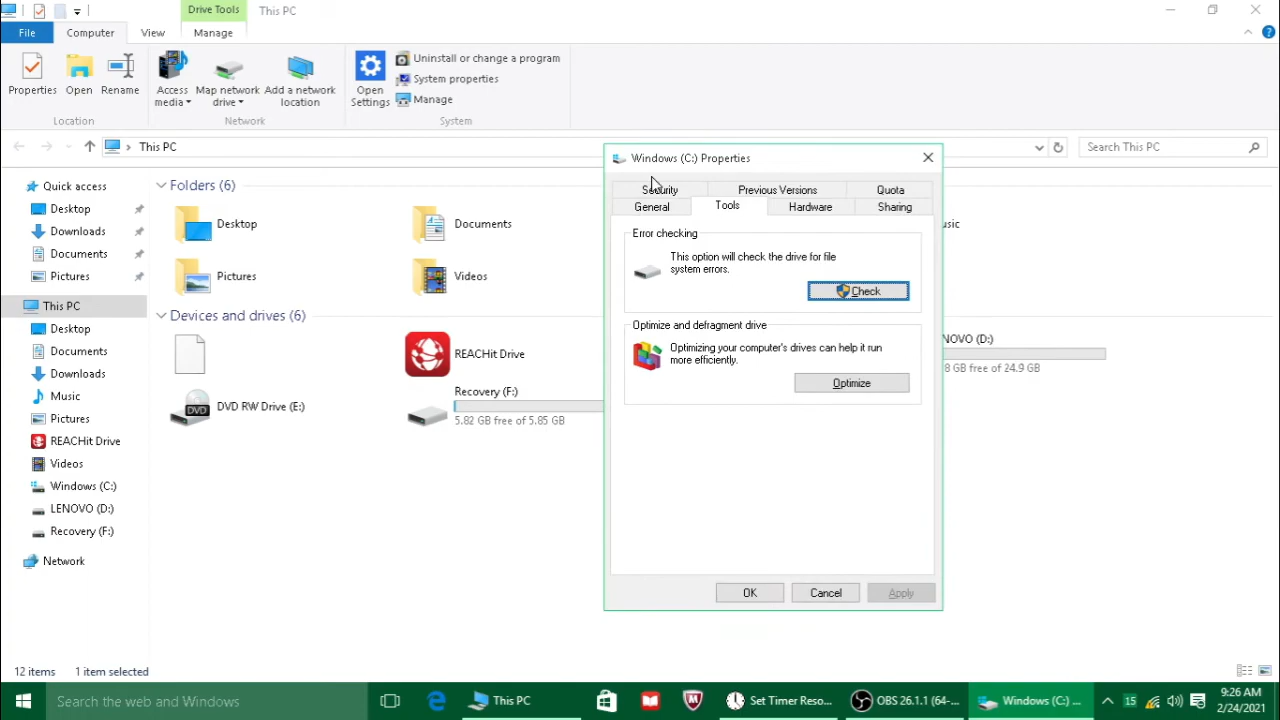 Drive Tools
This PC
File
Computer
View
Manage
Properties
Open
Rename
Access media
Map network drive
Add a network location
Open Settings
Uninstall or change a program
System properties
Manage
Location
Network
System
This PC
Search This PC
Quick access
Desktop
Downloads
Documents
Pictures
This PC
Desktop
Documents
Downloads
Music
Pictures
REACHit Drive
Videos
Windows (C:)
LENOVO (D:)
Recovery (F:)
Network
Folders (6)
Desktop
Documents
Pictures
Videos
Devices and drives (6)
REACHit Drive
DVD RW Drive (E:)
DVD
Recovery (F:)
5.82 GB free of 5.85 GB
Windows (C:) Properties
Security
Previous Versions
Quota
General
Tools
Hardware
Sharing
Error checking
This option will check the drive for file
system errors.
Check
Optimize and defragment drive
Optimizing your computer's drives can help it run
more efficiently.
Optimize
OK
Cancel
Apply
usic
NOVO (D:)
8 GB free of 24.9 GB
12 items
1 item selected
Search the web and Windows
This PC
Set Timer Reso...
OBS 26.1.1 (64-...
Windows (C:) ...
15
9:26 AM
2/24/2021